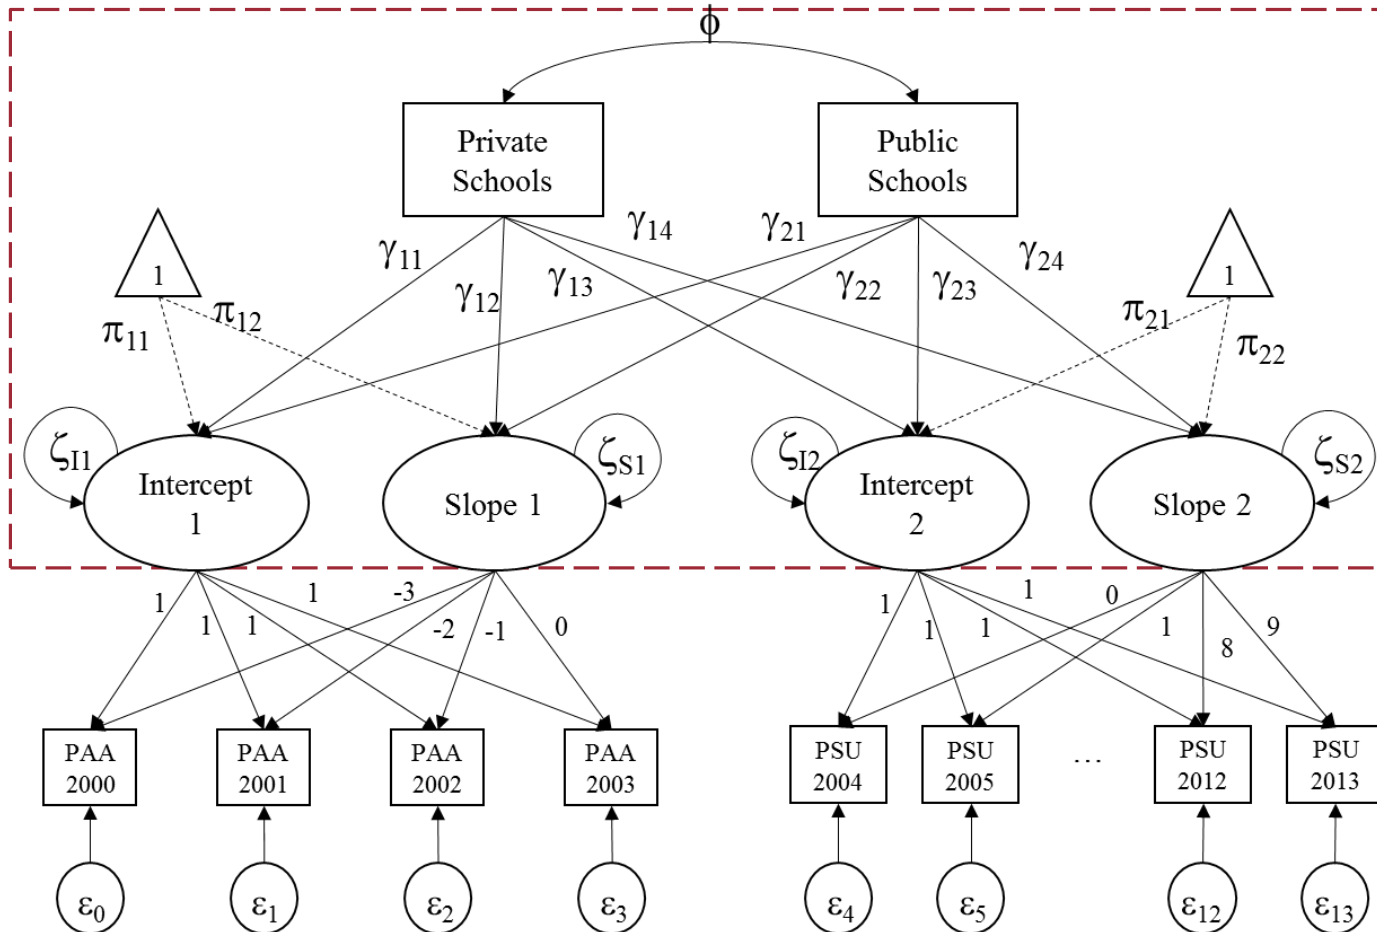 ϕ
Private
Schools
Public
Schools
γ14
γ21
γ11
γ24
1
1
γ12
γ13
γ22
γ23
π12
π11
π21
π22
ζI1
Intercept
1
Slope 1
ζS1
ζI2
Intercept
2
Slope 2
ζS2
1
1
1
1
-3
-2
-1
0
1
1
1
1
0
1
8
9
PAA
2000
PAA
2001
PAA
2002
PAA
2003
PSU
2004
PSU
2005
...
PSU
2012
PSU
2013
ε0
ε1
ε2
ε3
ε4
ε5
ε12
ε13